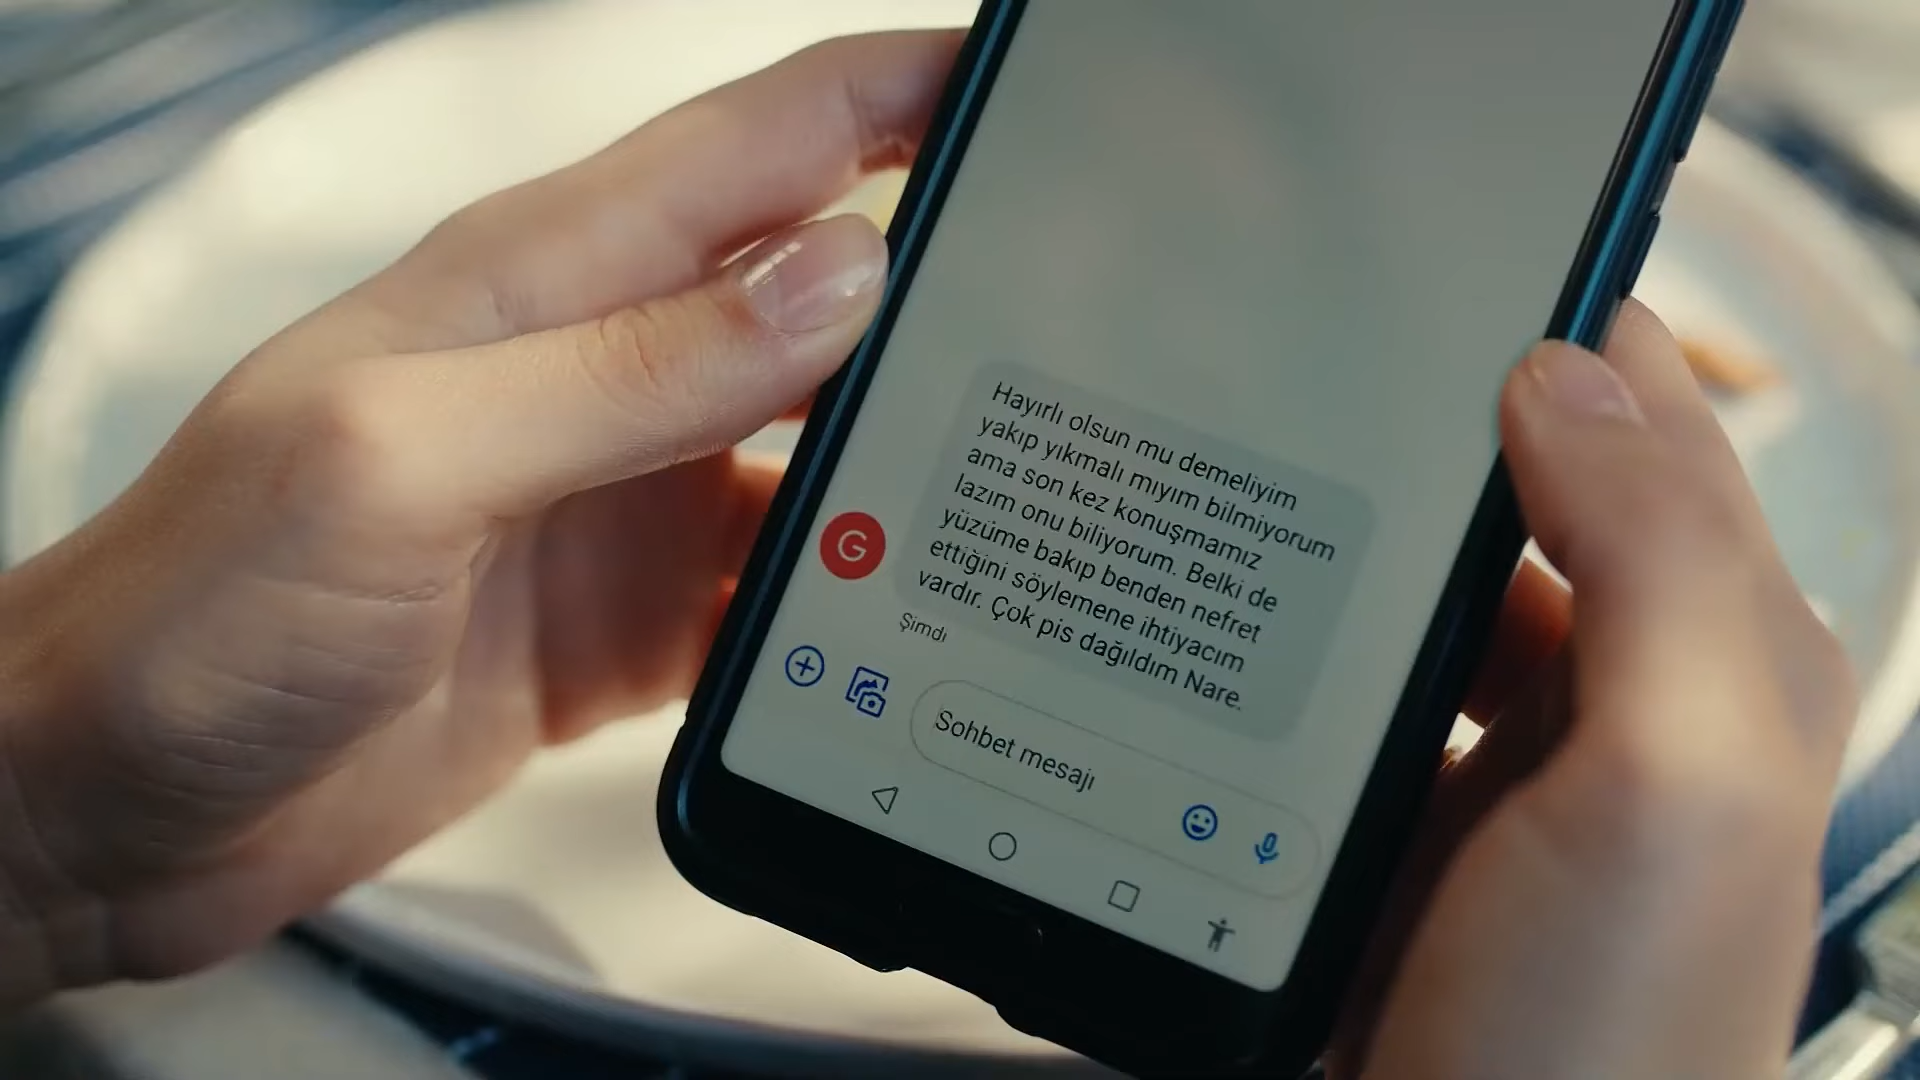 Hayırlı olsun mu demeliyim
yakıp yıkmalı mıyım bilmiyorum
ama son kez konuşmamız
lazım onu biliyorum. Belki de
yüzüme bakıp benden nefret
ettiğini söylemene ihtiyacım
vardır. Çok pis dağıldım Nare.
G
Şimdi
Sohbet mesajı